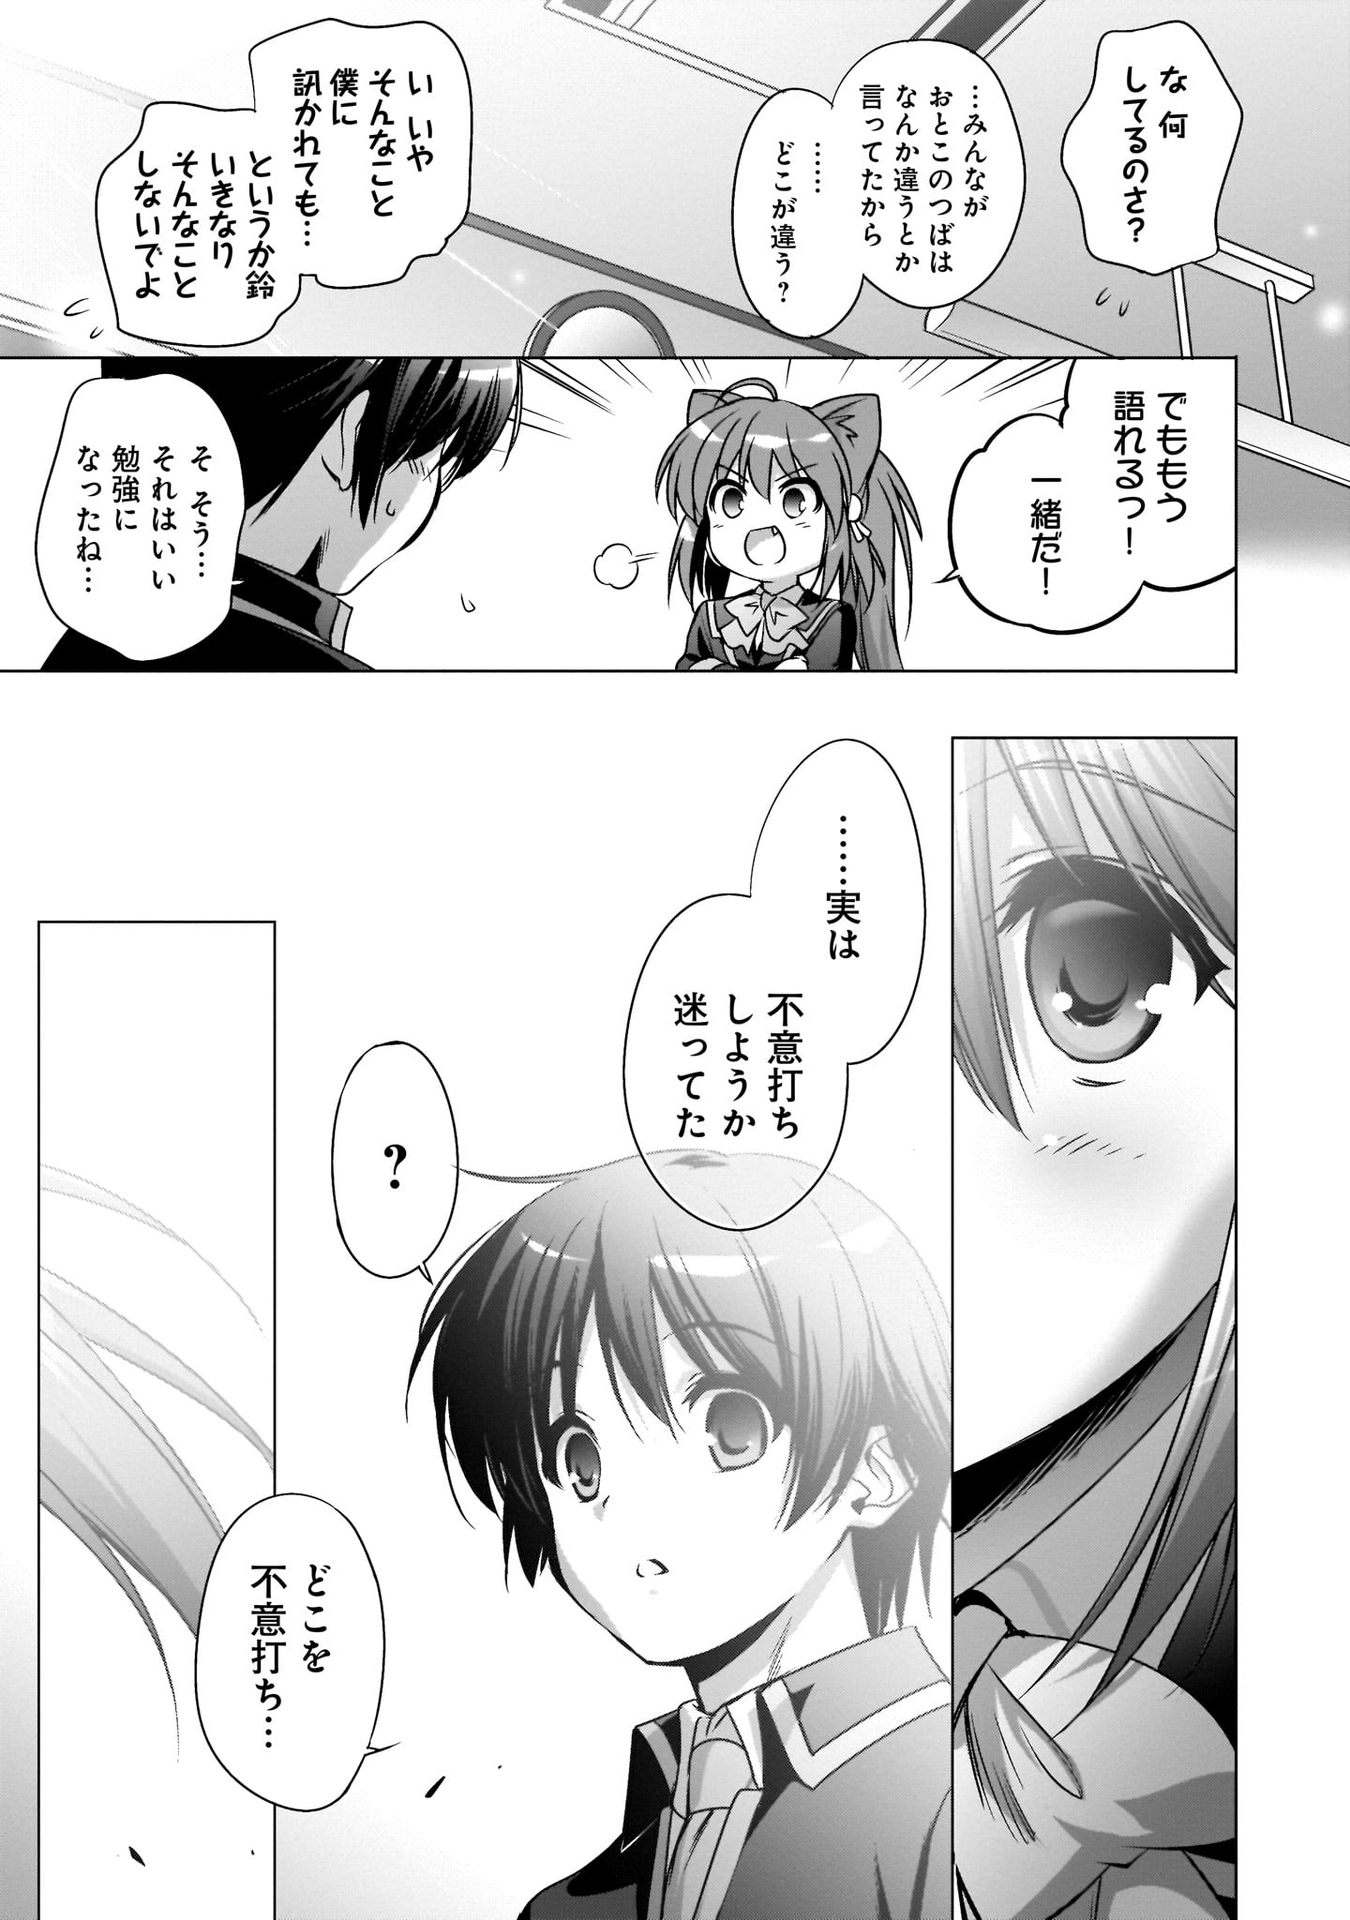 な 何
してるのさ？
…みんなが
おとこのつばは
なんか違うとか
言ってたから
……
どこが違う？
い いや
そんなこと
僕に
訊かれても…
というか鈴
いきなり
そんなこと
しないでよ
でももう
語れるっ！
一緒だ！
そ そう…
それはいい
勉強に
なったね…
……実は
不意打ち
しようか
迷ってた
？
どこを
不意打ち…